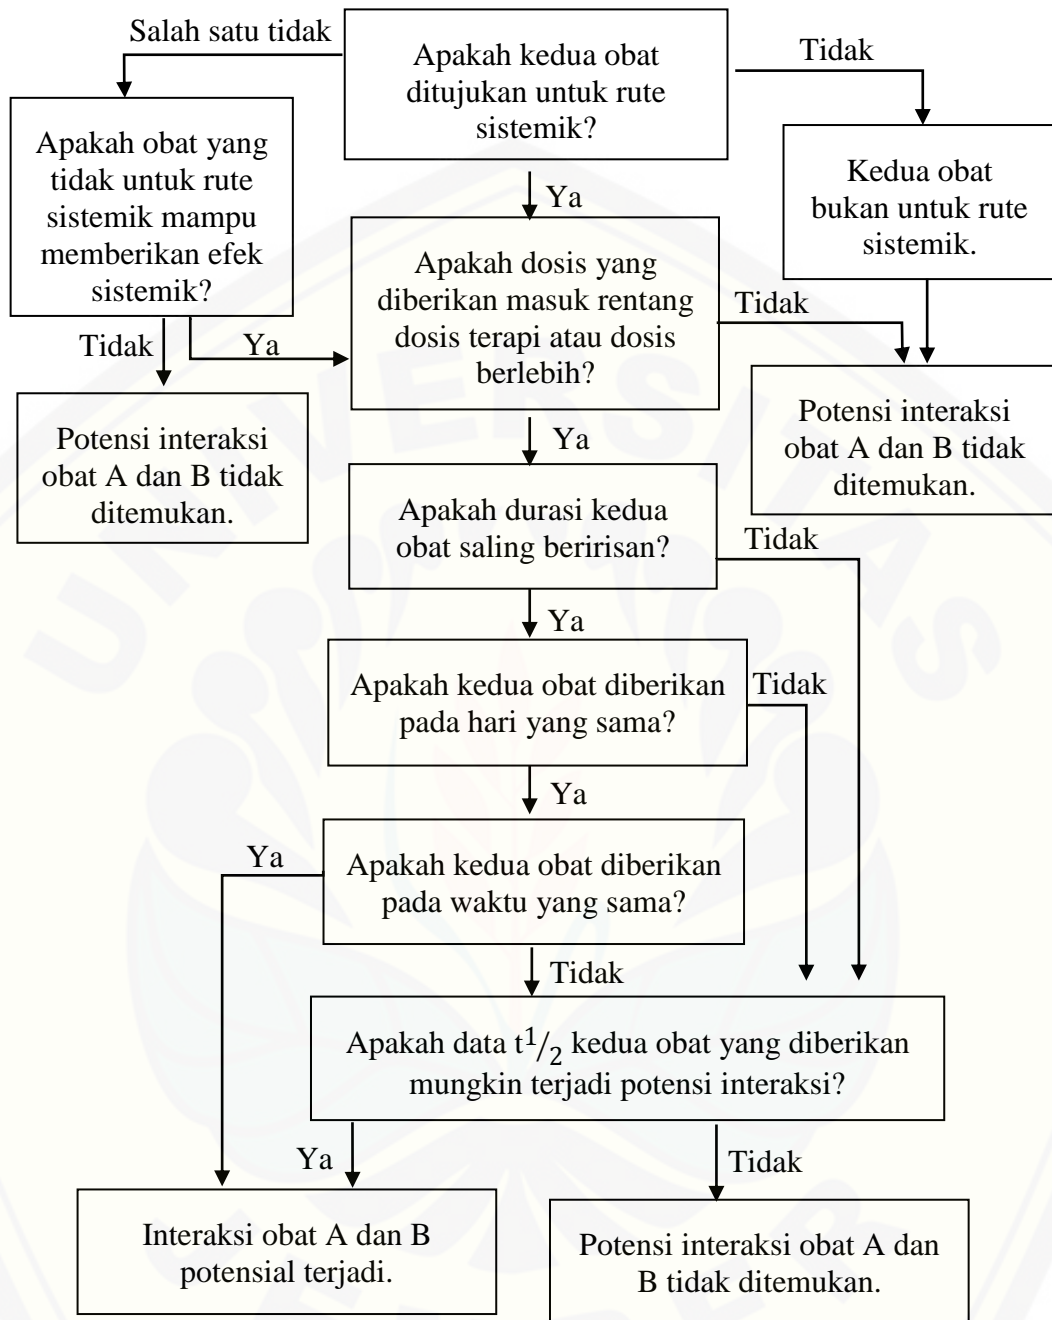 Salah satu tidak
Apakah kedua obat
ditujukan untuk rute
sistemik?
Tidak
Apakah obat yang
tidak untuk rute
sistemik mampu
memberikan efek
sistemik?
Ya
Kedua obat
bukan untuk rute
sistemik.
Apakah dosis yang
diberikan masuk rentang
dosis terapi atau dosis
berlebih?
Tidak
Tidak
Ya
Potensi interaksi
obat A dan B tidak
ditemukan.
Ya
Potensi interaksi
obat A dan B tidak
ditemukan.
Apakah durasi kedua
obat saling beririsan?
Tidak
Ya
Apakah kedua obat diberikan
pada hari yang sama?
Tidak
Ya
Apakah kedua obat diberikan
pada waktu yang sama?
Ya
Tidak
Apakah data t1/2 kedua obat yang diberikan
mungkin terjadi potensi interaksi?
Ya
Tidak
Interaksi obat A dan B
potensial terjadi.
Potensi interaksi obat A dan
B tidak ditemukan.
UNIVERSITAS
JEMBER